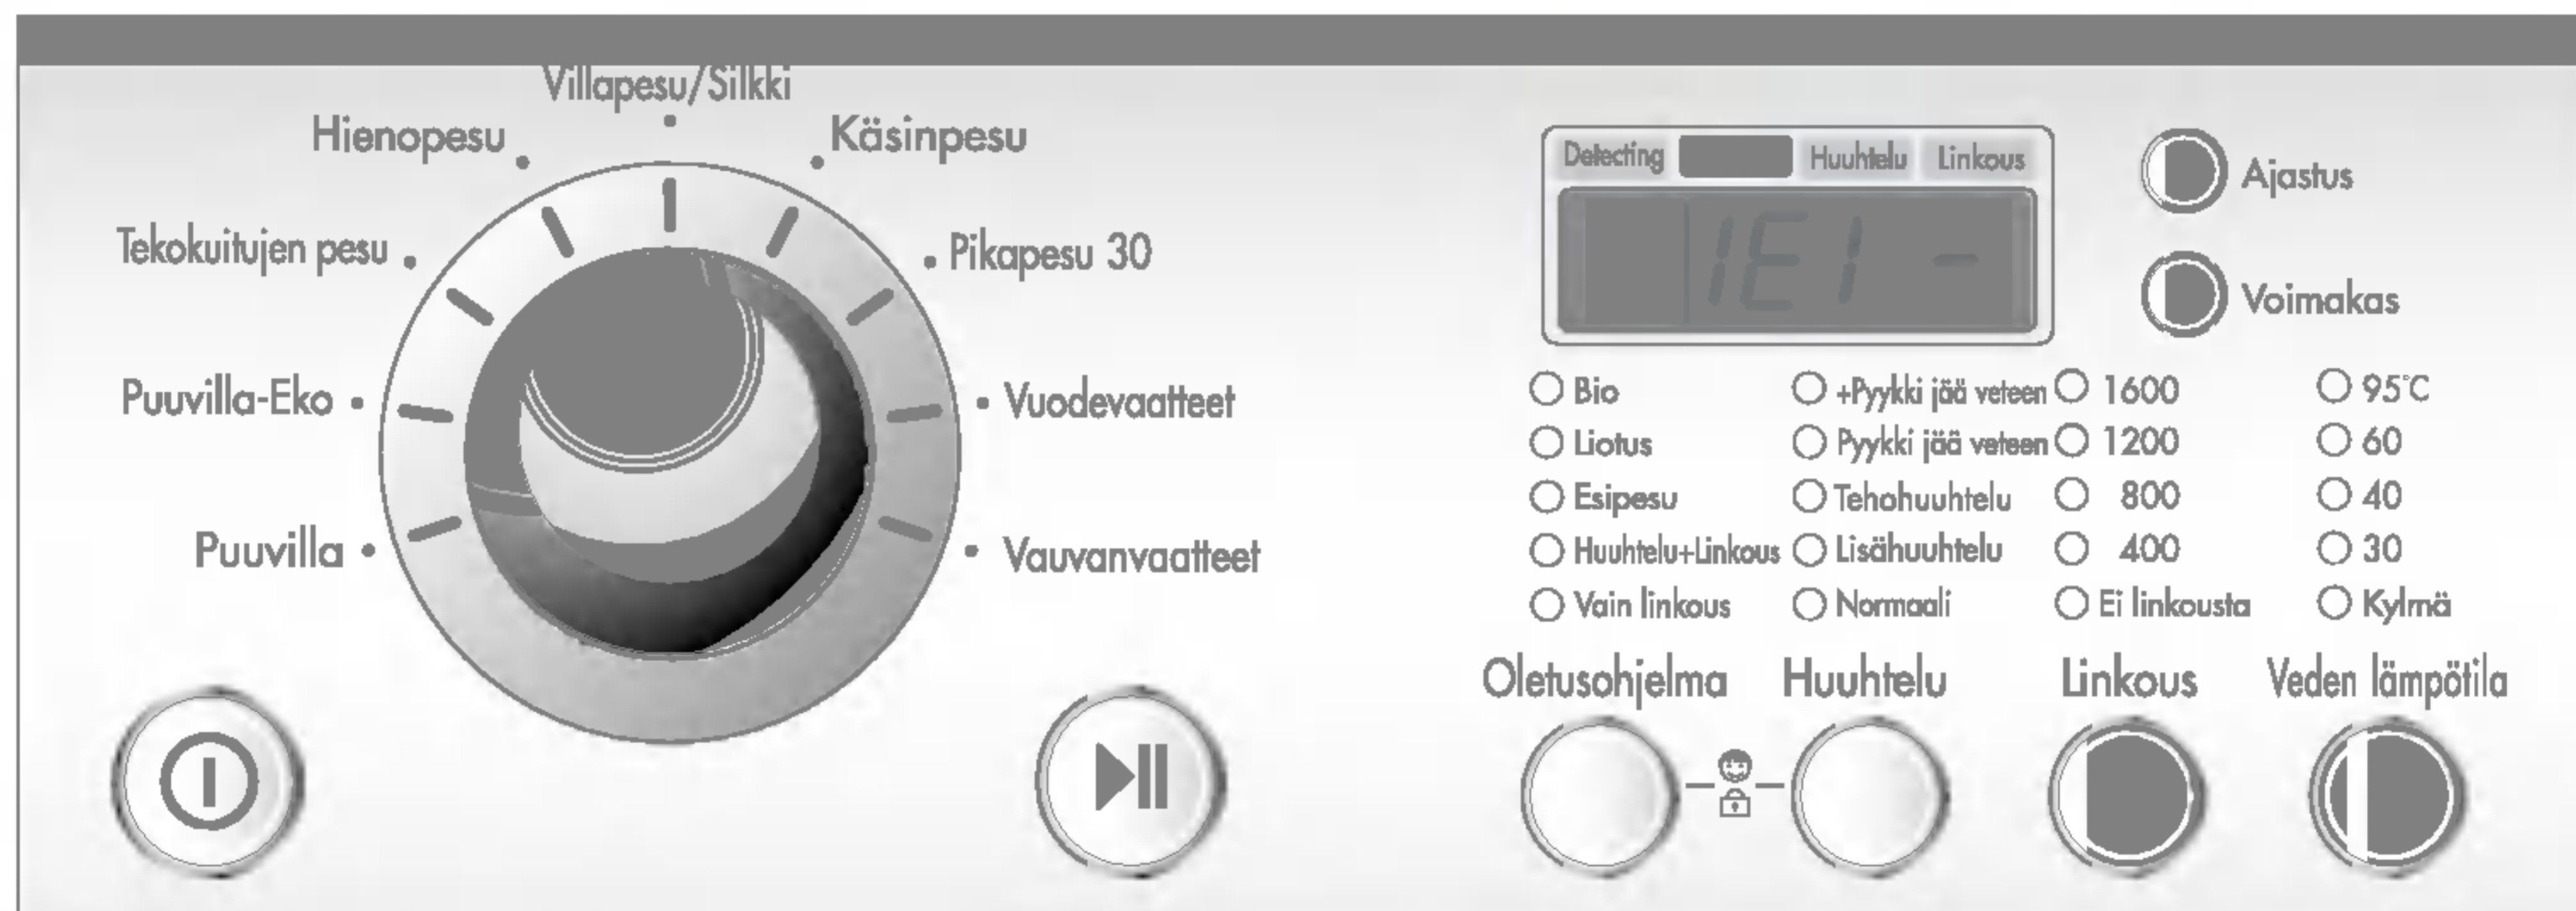 Villapesu/Silkki
Hienopesu
Käsinpesu
Tekokuitujen pesu
Pikapesu 30
Puuvilla-Eko
Vuodevaatteet
Puuvilla
Vauvanvaatteet
Detecting Huuhtelu Linkous
Ajastus
Voimakas
Bio +Pyykki jää veteen 1600 95°C
Liotus Pyykki jää veteen 1200 60
Esipesu Tehohuuhtelu 800 40
Huuhtelu+Linkous Lisähuuhtelu 400 30
Vain linkous Normaali Ei linkousta Kylmä
Oletusohjelma Huuhtelu Linkous Veden lämpötila